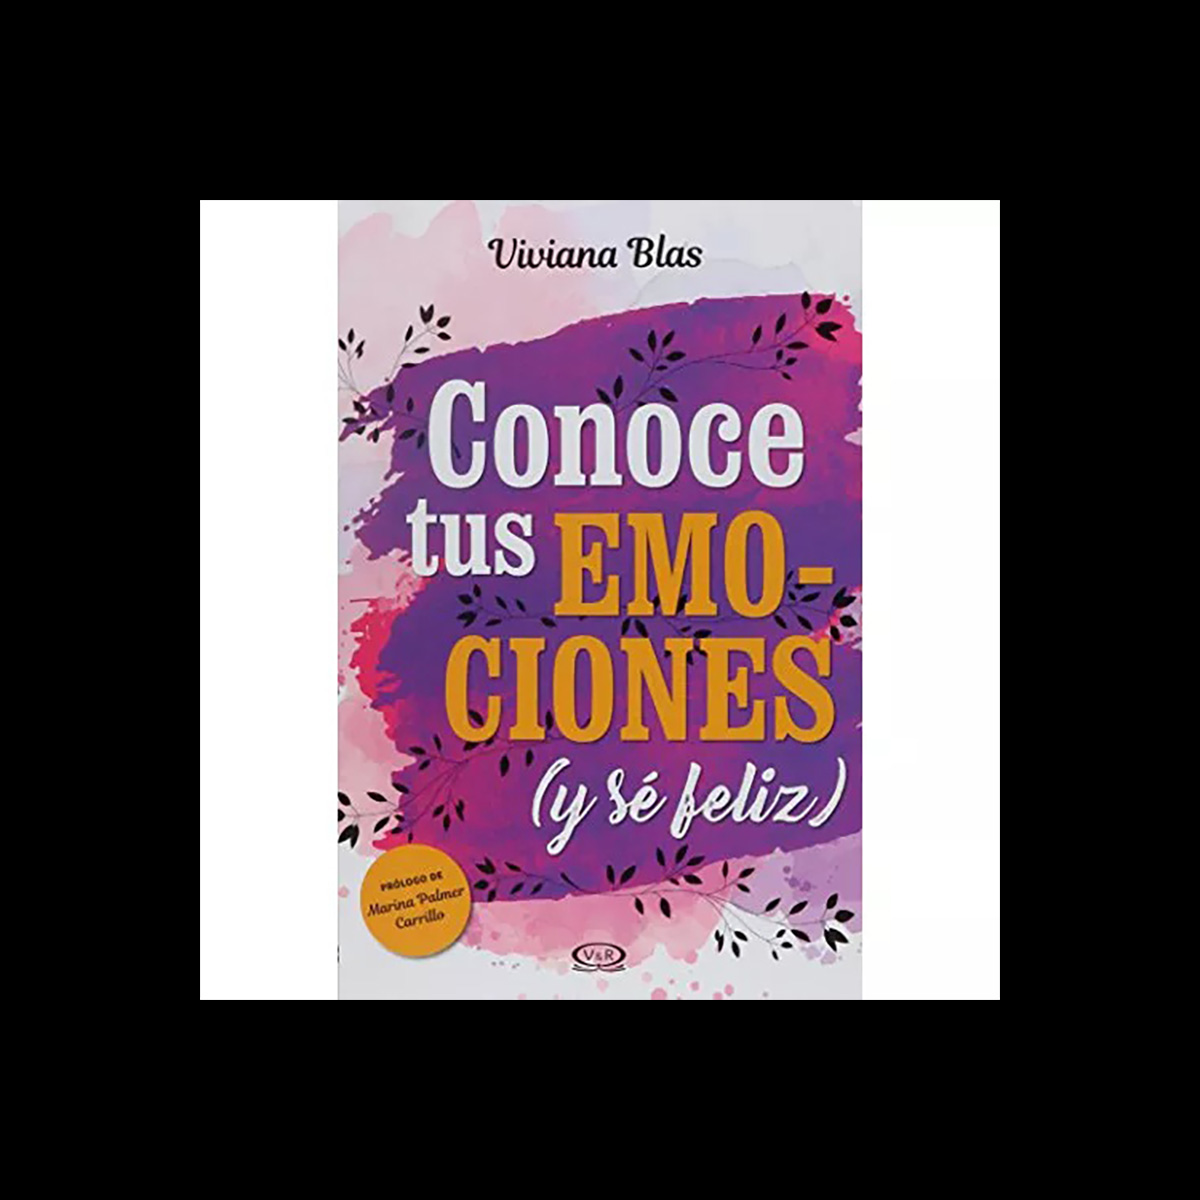 Viviana Blas
Conoce
tus EMO-
CIONES
(y sé feliz)
PRÓLOGO DE
Marina Palmer
Carrillo
V&R